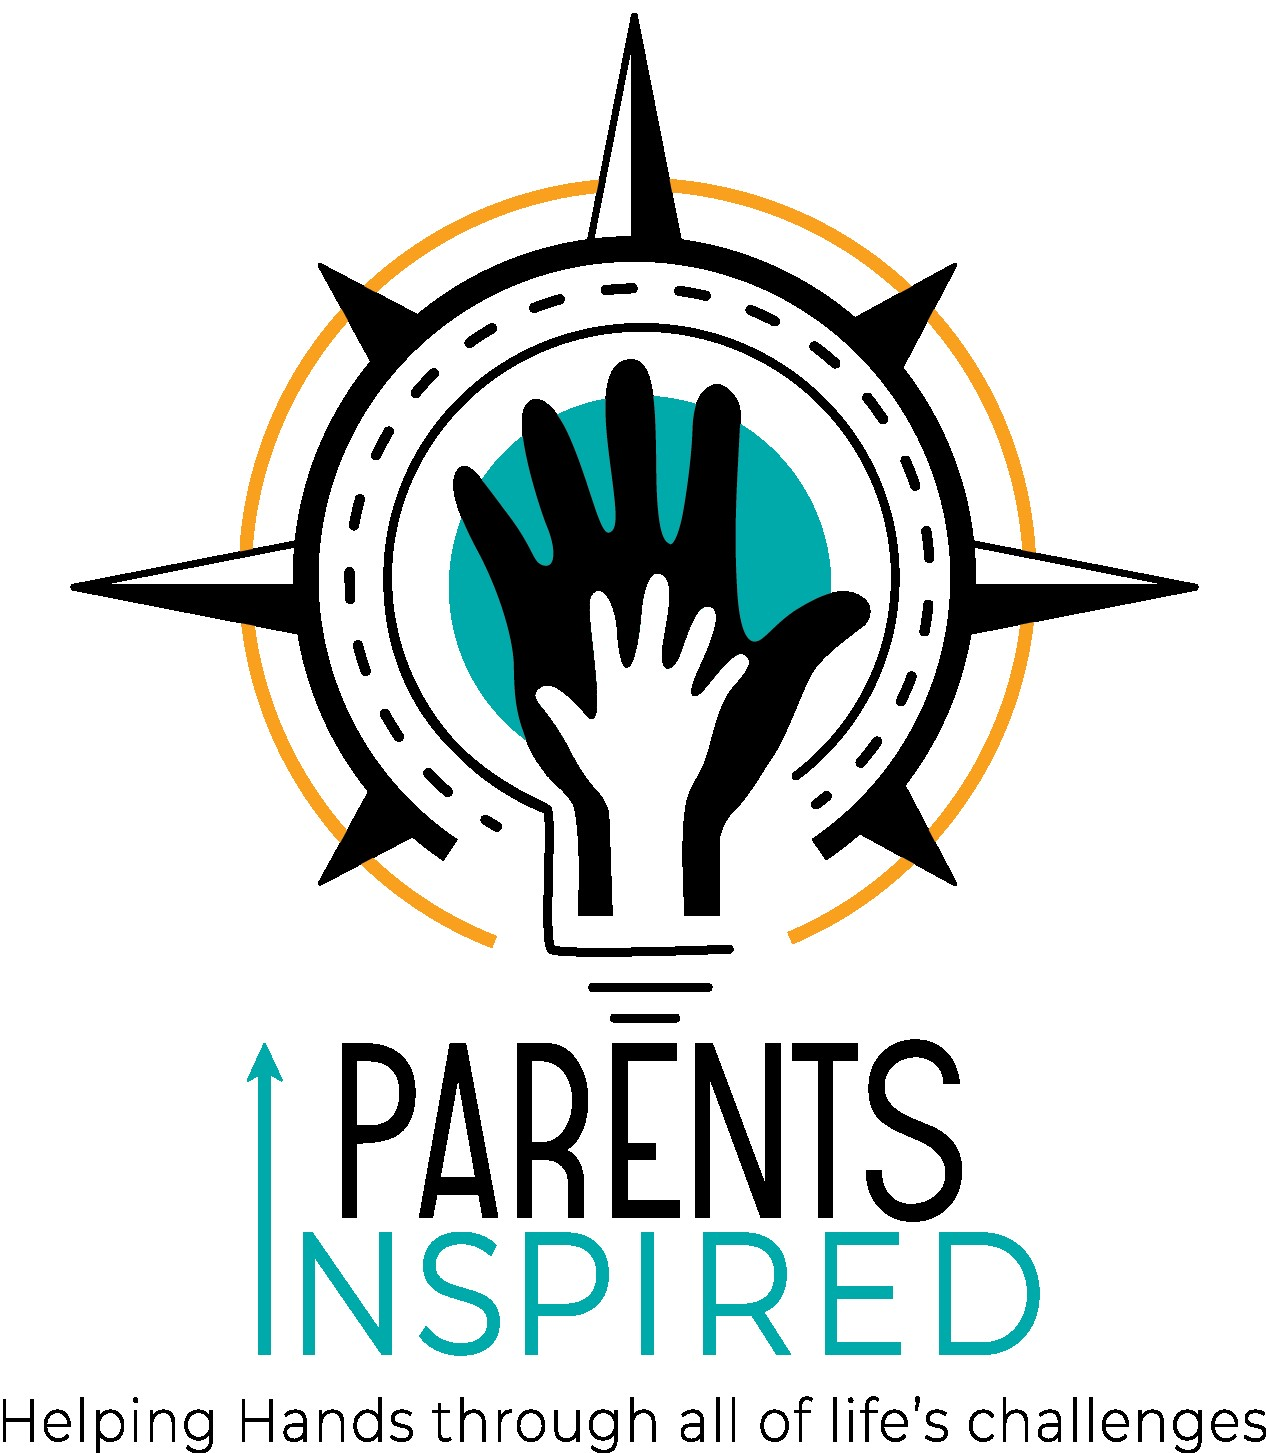 PARENTS
INSPIRED
Helping Hands through all of life's challenges